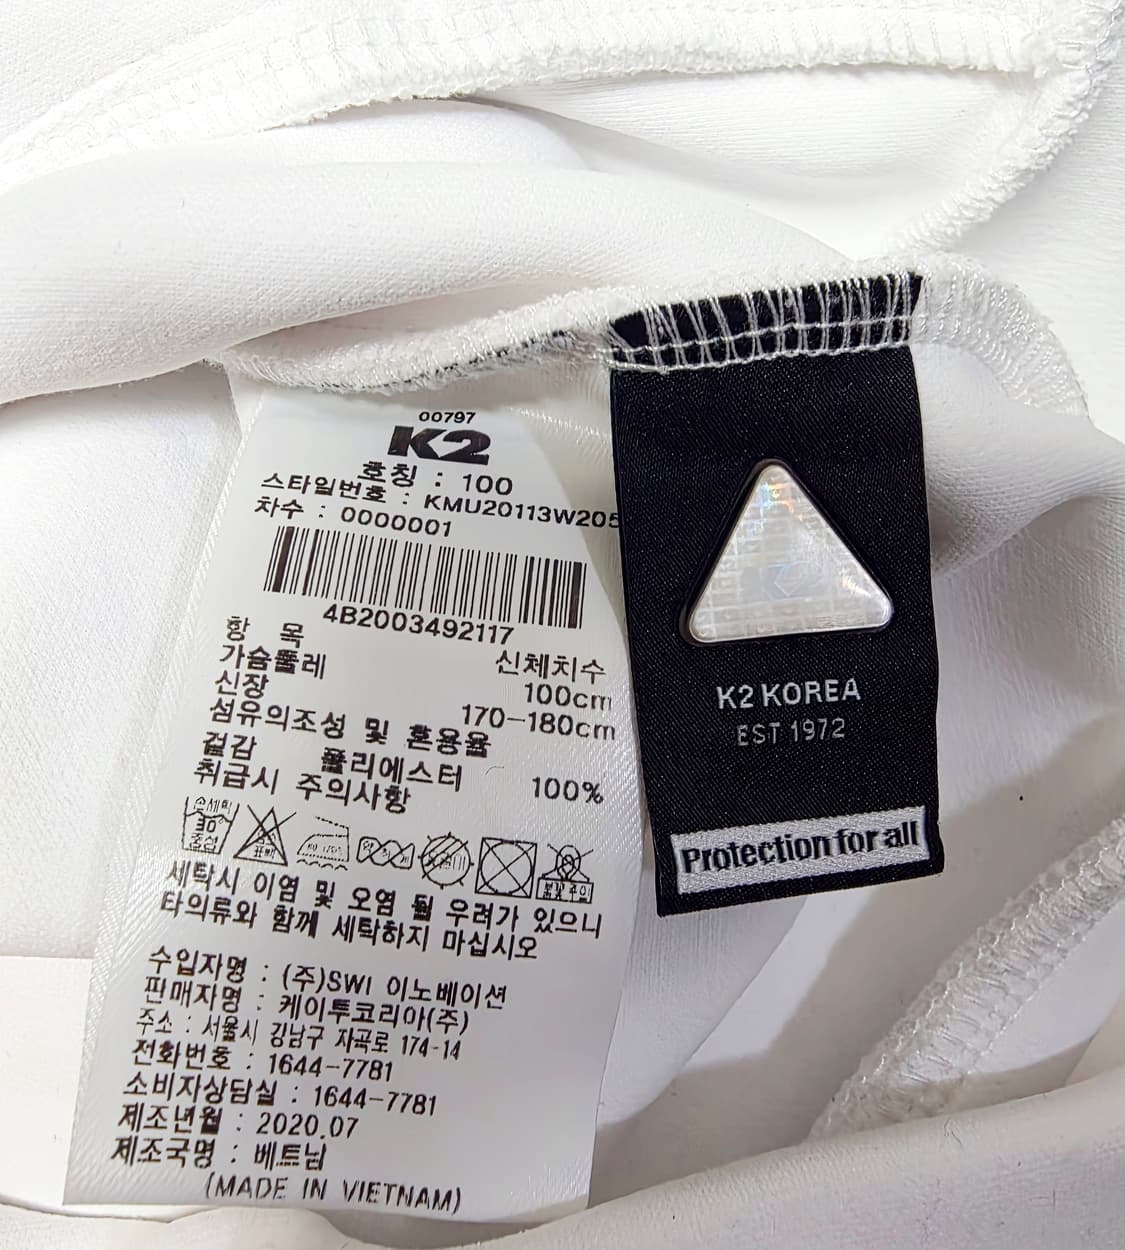 00797
K2
호칭 : 100
스타일번호 : KMU20113W205
차수 : 0000001
4B2003492117
항 목 신체치수
가슴둘레 100cm
신장 170-180cm
섬유의조성 및 혼용율
겉감 폴리에스터 100%
취급시 주의사항
손세탁 30° 중성
표백
세탁시 이염 및 오염 될 우려가 있으니
타의류와 함께 세탁하지 마십시오
수입자명 : (주)SWI 이노베이션
판매자명 : 케이투코리아(주)
주소 : 서울시 강남구 자곡로 174-14
전화번호 : 1644-7781
소비자상담실 : 1644-7781
제조년월 : 2020.07
제조국명 : 베트남
(MADE IN VIETNAM)
K2 KOREA
EST 1972
Protection for all